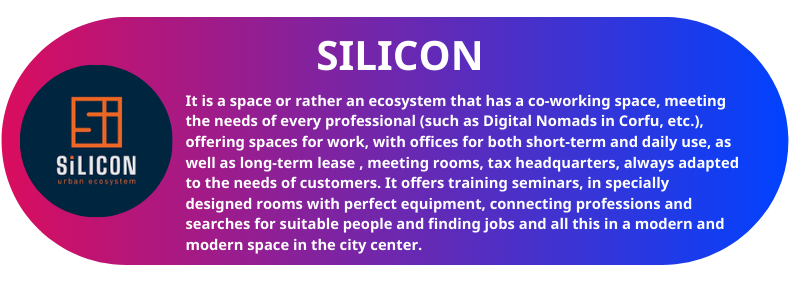 SILICON
It is a space or rather an ecosystem that has a co-working space, meeting
the needs of every professional (such as Digital Nomads in Corfu, etc.),
offering spaces for work, with offices for both short-term and daily use, as
well as long-term lease , meeting rooms, tax headquarters, always adapted
to the needs of customers. It offers training seminars, in specially
designed rooms with perfect equipment, connecting professions and
searches for suitable people and finding jobs and all this in a modern and
modern space in the city center.
Si
SiLICON
urban ecosystem